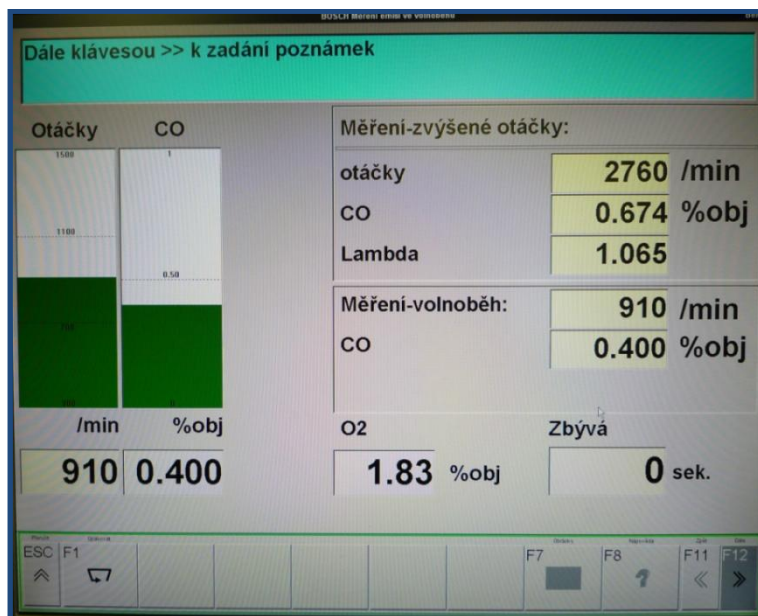 BOSCH Měření emisí ve volnoběhu
Dále klávesou >> k zadání poznámek
Otáčky CO
1500 1
1100
0.50
0
/min %obj
910 0.400
Měření-zvýšené otáčky:
otáčky 2760 /min
CO 0.674 %obj
Lambda 1.065
Měření-volnoběh: 910 /min
CO 0.400 %obj
O2 Zbývá
1.83 %obj 0 sek.
ESC F1 F7 F8 F11 F12